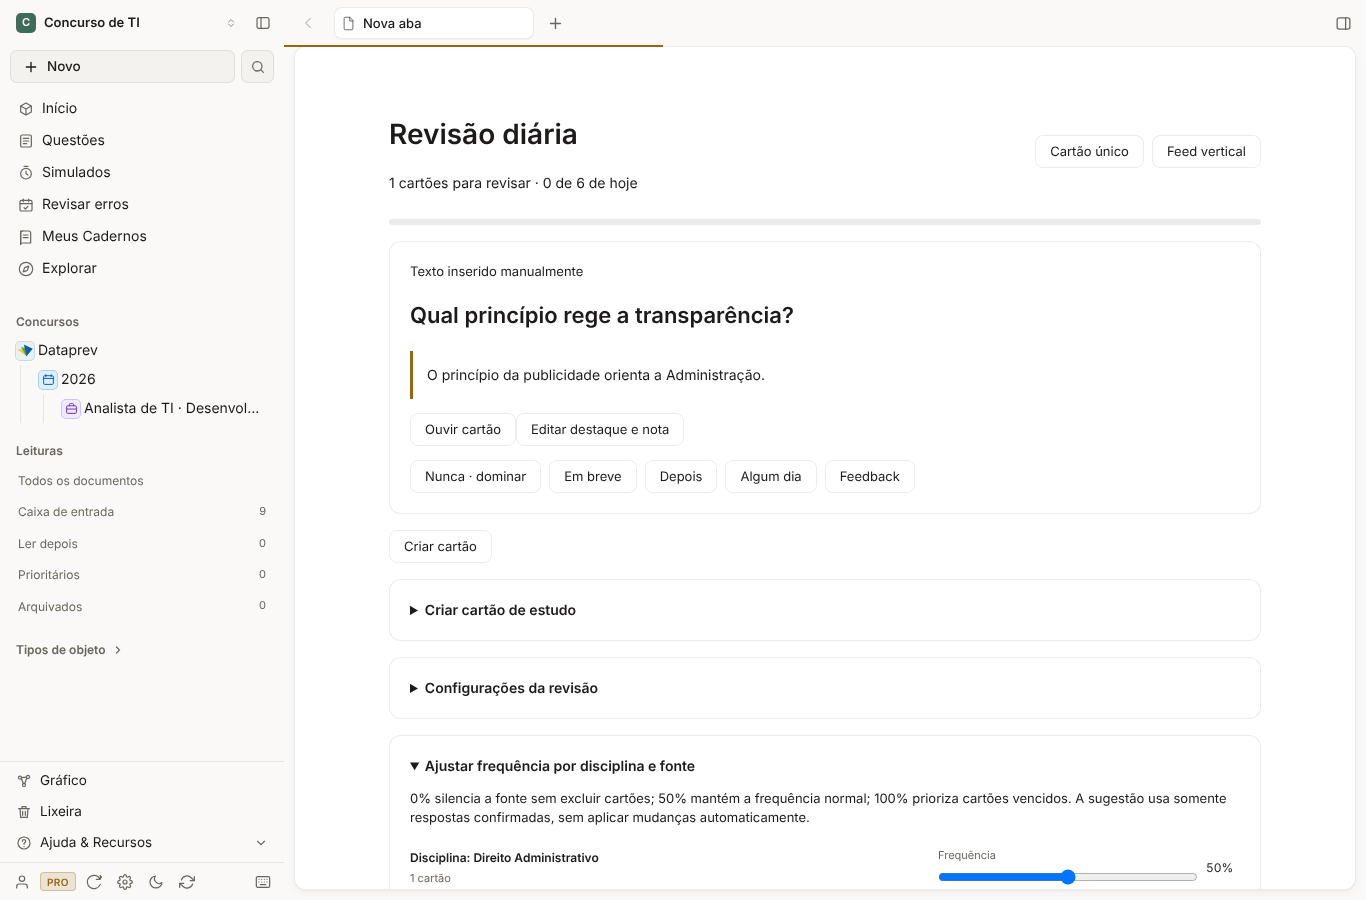 C Concurso de TI
Nova aba
Novo
Início
Questões
Simulados
Revisar erros
Meus Cadernos
Explorar
Concursos
Dataprev
2026
Analista de TI · Desenvol...
Leituras
Todos os documentos
Caixa de entrada 9
Ler depois 0
Prioritários 0
Arquivados 0
Tipos de objeto
Gráfico
Lixeira
Ajuda & Recursos
PRO
Revisão diária
Cartão único Feed vertical
1 cartões para revisar · 0 de 6 de hoje
Texto inserido manualmente
Qual princípio rege a transparência?
O princípio da publicidade orienta a Administração.
Ouvir cartão Editar destaque e nota
Nunca · dominar Em breve Depois Algum dia Feedback
Criar cartão
Criar cartão de estudo
Configurações da revisão
Ajustar frequência por disciplina e fonte
0% silencia a fonte sem excluir cartões; 50% mantém a frequência normal; 100% prioriza cartões vencidos. A sugestão usa somente
respostas confirmadas, sem aplicar mudanças automaticamente.
Disciplina: Direito Administrativo
1 cartão
Frequência
50%